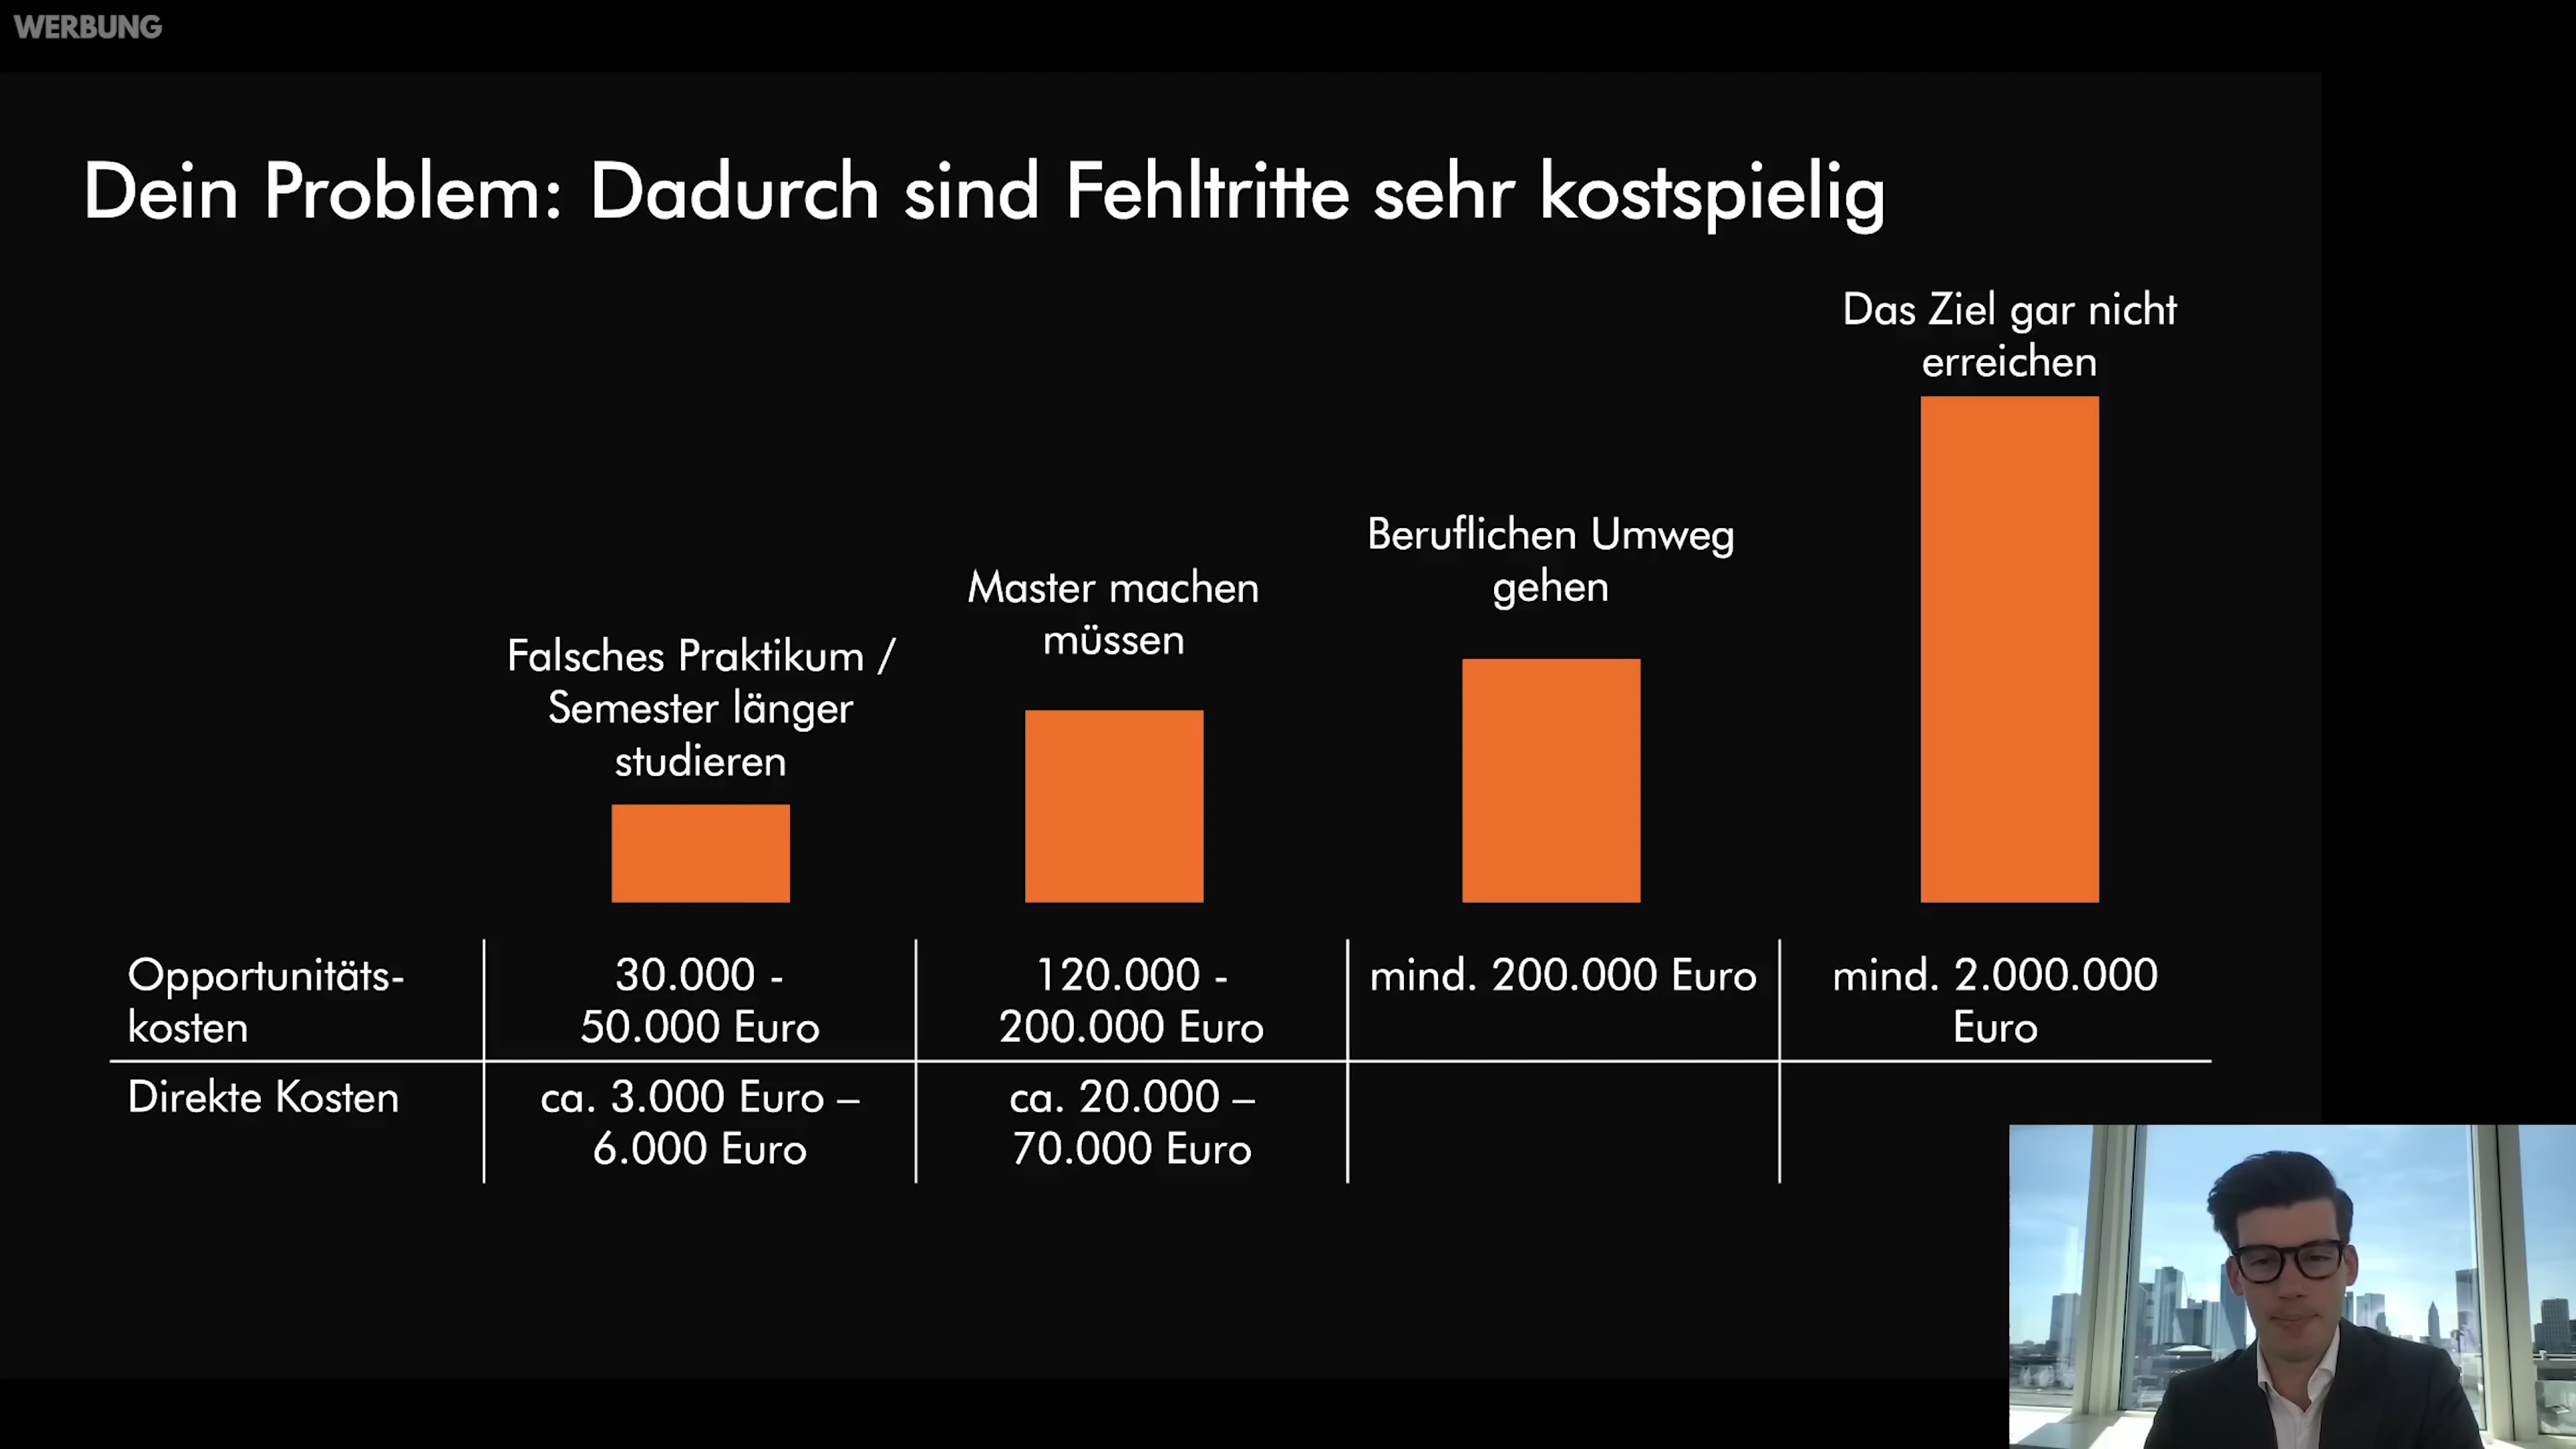 WERBUNG
Dein Problem: Dadurch sind Fehltritte sehr kostspielig
Das Ziel gar nicht
erreichen
Beruflichen Umweg
gehen
Master machen
müssen
Falsches Praktikum /
Semester länger
studieren
Opportunitäts-
kosten
30.000 -
50.000 Euro
120.000 -
200.000 Euro
mind. 200.000 Euro
mind. 2.000.000
Euro
Direkte Kosten
ca. 3.000 Euro –
6.000 Euro
ca. 20.000 –
70.000 Euro